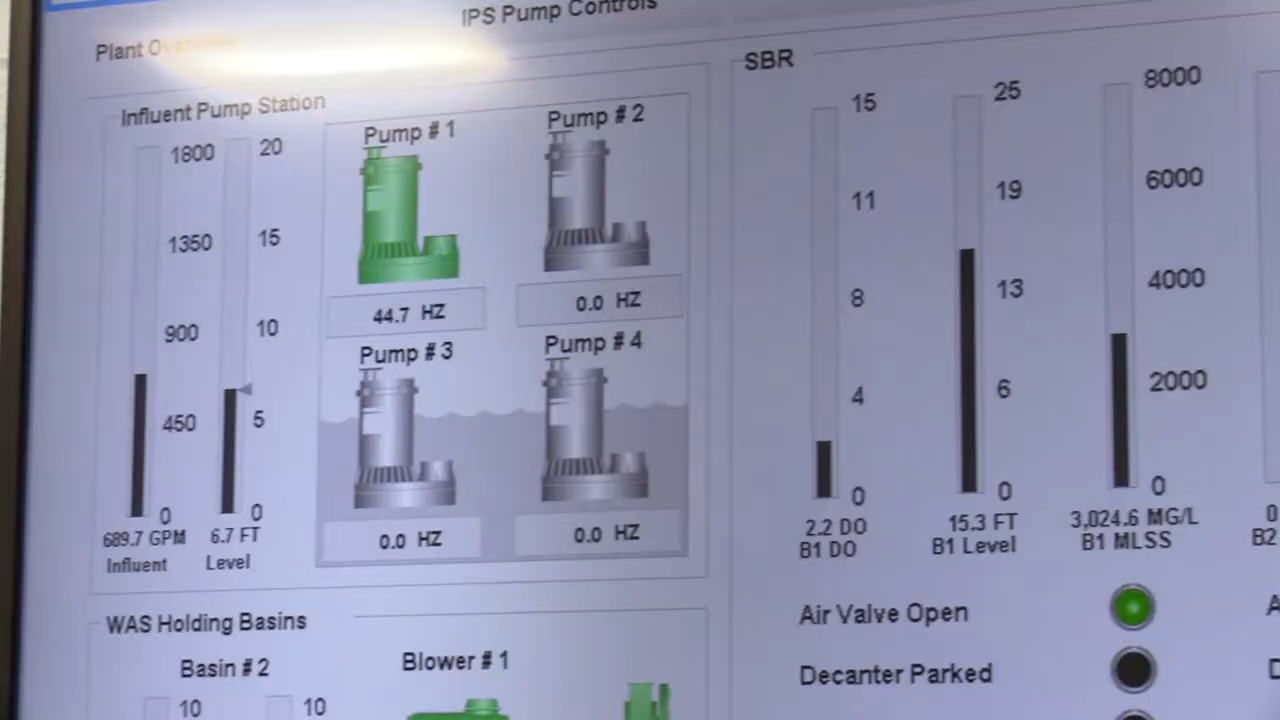 IPS Pump Controls
Plant
Influent Pump Station
1800
1350
900
450
0
689.7 GPM
Influent
20
15
10
5
0
6.7 FT
Level
Pump # 1
44.7 HZ
Pump # 2
0.0 HZ
Pump # 3
0.0 HZ
Pump # 4
0.0 HZ
SBR
15
11
8
4
0
2.2 DO
B1 DO
25
19
13
6
0
15.3 FT
B1 Level
8000
6000
4000
2000
0
3,024.6 MG/L
B1 MLSS
0
B2
Air Valve Open
Decanter Parked
WAS Holding Basins
Basin # 2
10
10
Blower # 1